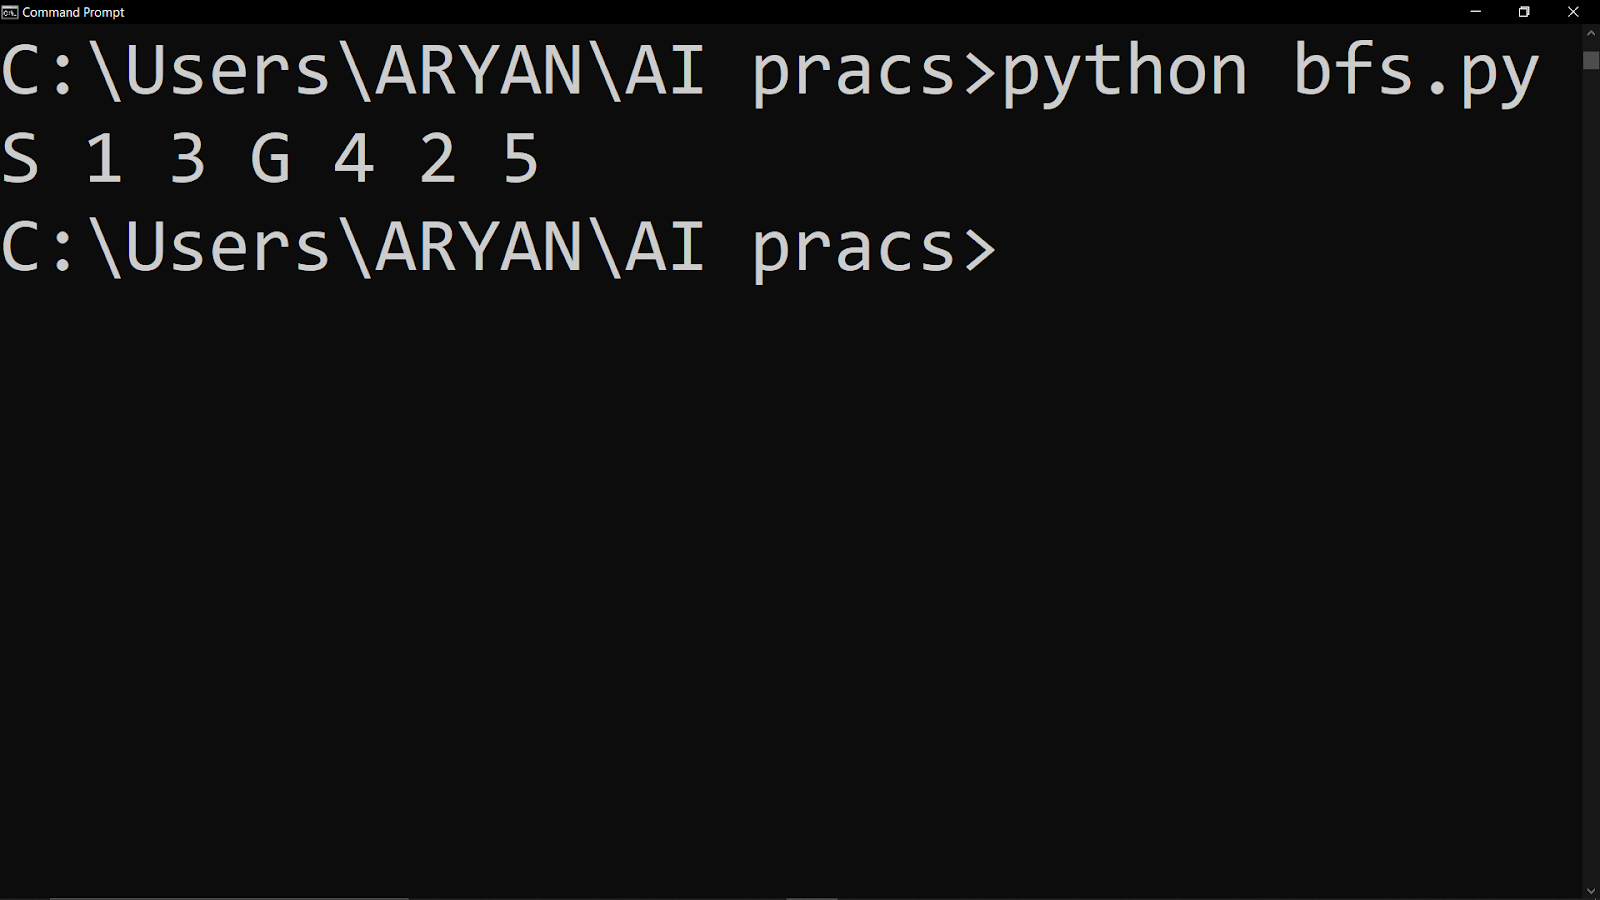 Command Prompt
C:\Users\ARYAN\AI pracs>python bfs.py
S 1 3 G 4 2 5
C:\Users\ARYAN\AI pracs>